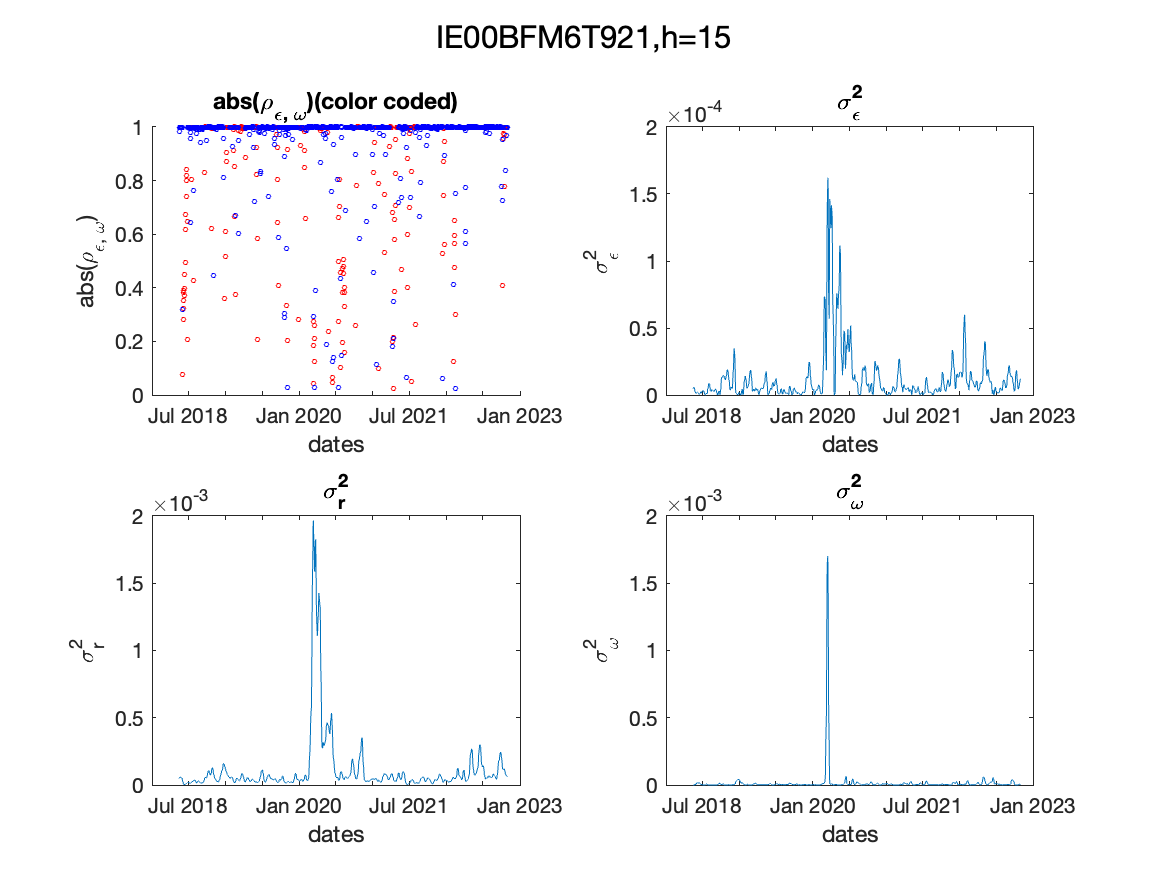 IE00BFM6T921,h=15
abs(ρϵ, ω)(color coded)
abs(ρϵ, ω)
1
0.8
0.6
0.4
0.2
0
Jul 2018 Jan 2020 Jul 2021 Jan 2023
dates
σ²ϵ
×10⁻⁴
σ²ϵ
2
1.5
1
0.5
0
Jul 2018 Jan 2020 Jul 2021 Jan 2023
dates
σ²r
×10⁻³
σ²r
2
1.5
1
0.5
0
Jul 2018 Jan 2020 Jul 2021 Jan 2023
dates
σ²ω
×10⁻³
σ²ω
2
1.5
1
0.5
0
Jul 2018 Jan 2020 Jul 2021 Jan 2023
dates